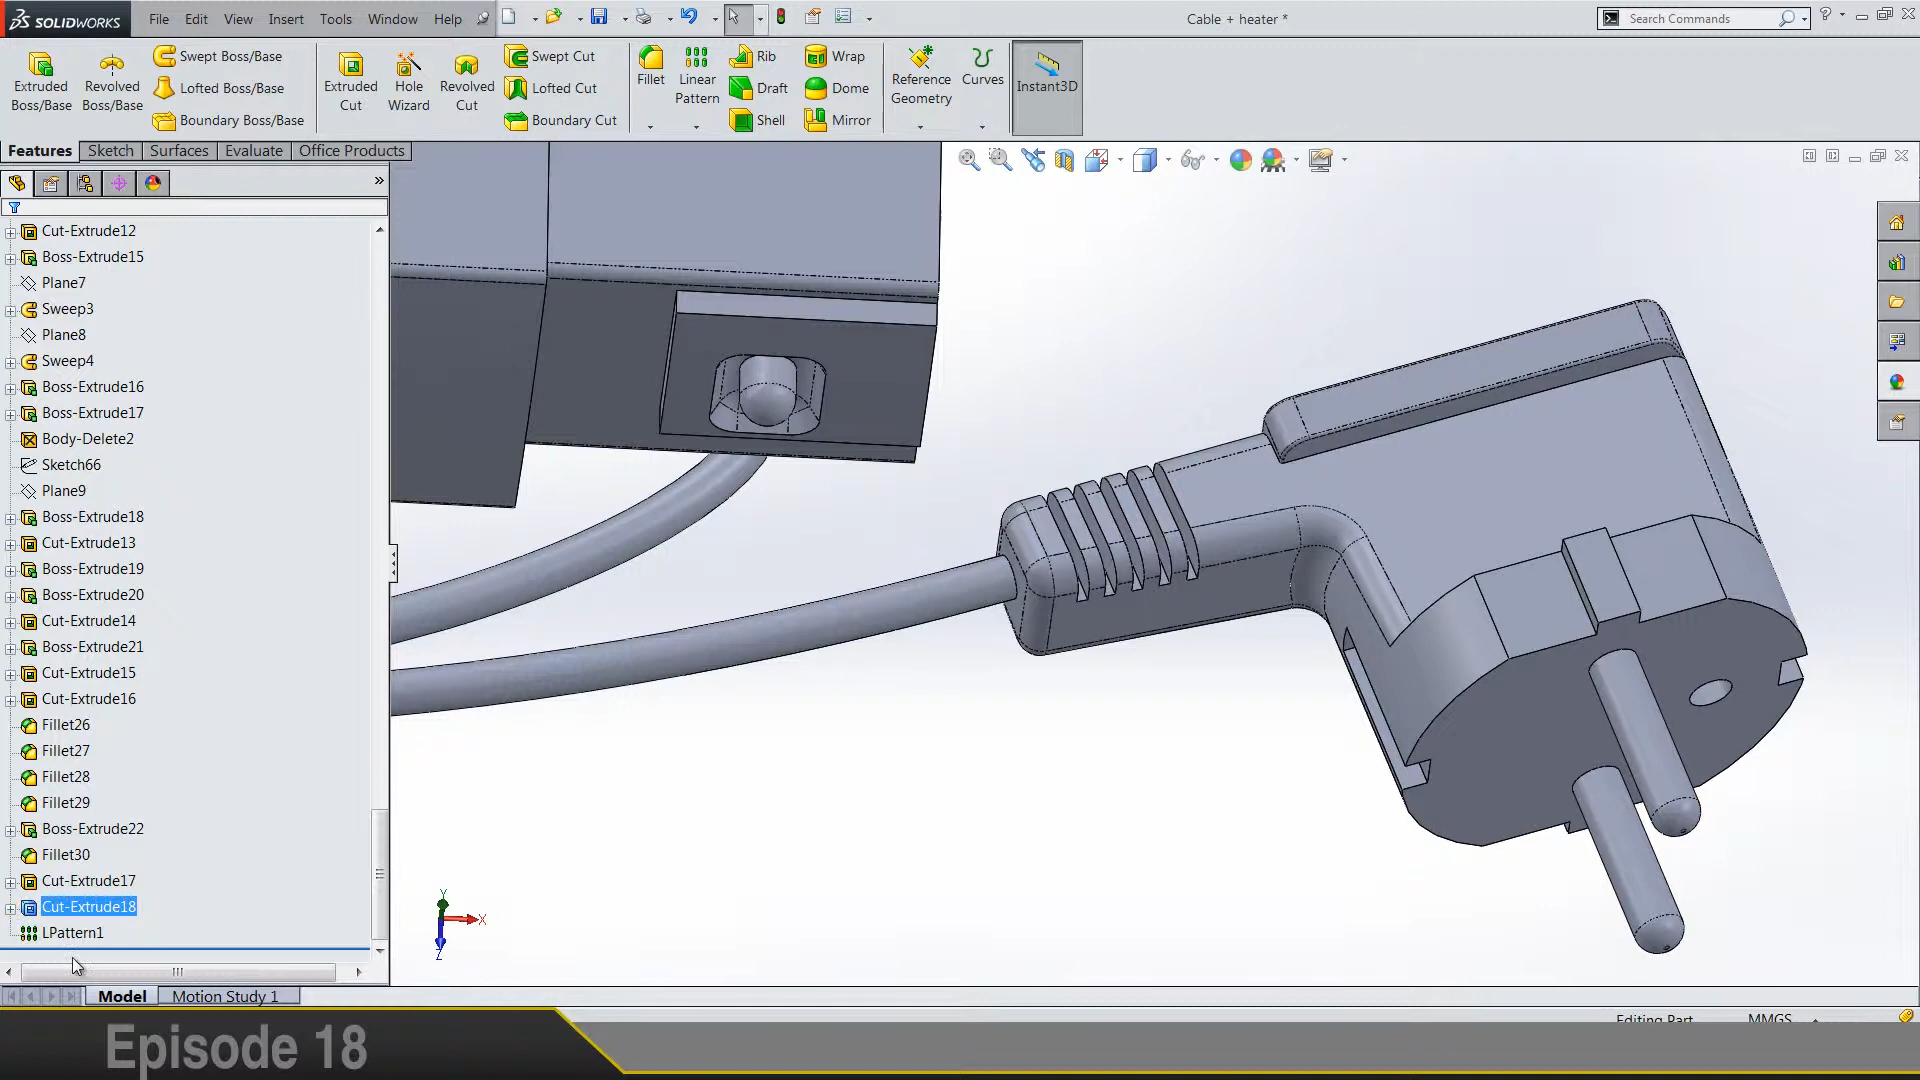 SOLIDWORKS
File Edit View Insert Tools Window Help
Cable + heater *
Search Commands
Extruded Boss/Base
Revolved Boss/Base
Swept Boss/Base
Lofted Boss/Base
Boundary Boss/Base
Extruded Cut
Hole Wizard
Revolved Cut
Swept Cut
Lofted Cut
Boundary Cut
Fillet
Linear Pattern
Rib
Draft
Shell
Wrap
Dome
Mirror
Reference Geometry
Curves
Instant3D
Features Sketch Surfaces Evaluate Office Products
Cut-Extrude12
Boss-Extrude15
Plane7
Sweep3
Plane8
Sweep4
Boss-Extrude16
Boss-Extrude17
Body-Delete2
Sketch66
Plane9
Boss-Extrude18
Cut-Extrude13
Boss-Extrude19
Boss-Extrude20
Cut-Extrude14
Boss-Extrude21
Cut-Extrude15
Cut-Extrude16
Fillet26
Fillet27
Fillet28
Fillet29
Boss-Extrude22
Fillet30
Cut-Extrude17
Cut-Extrude18
LPattern1
Y
X
Z
Model Motion Study 1
Editing Part MMGS
Episode 18